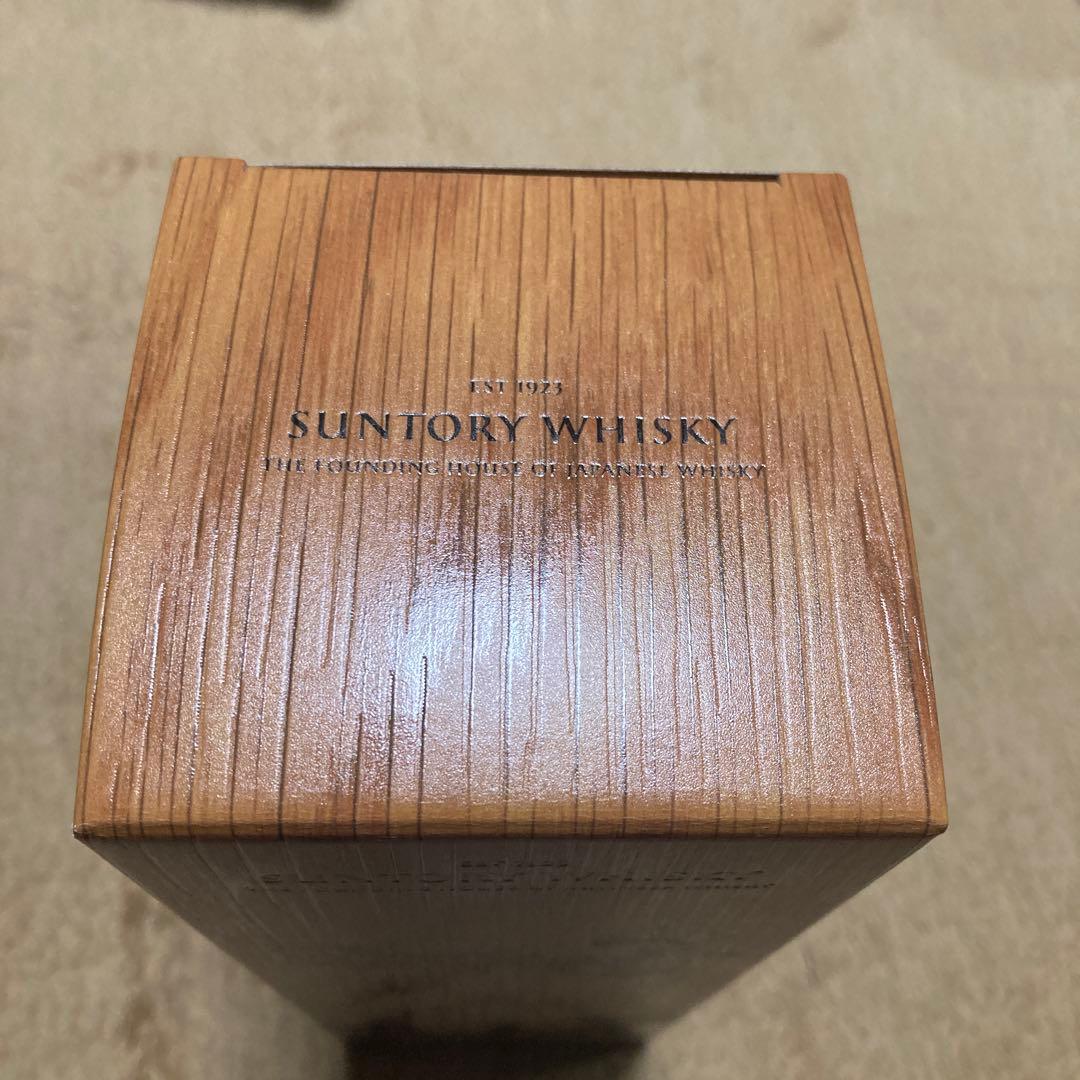 EST 1923
SUNTORY WHISKY
THE FOUNDING HOUSE OF JAPANESE WHISKY